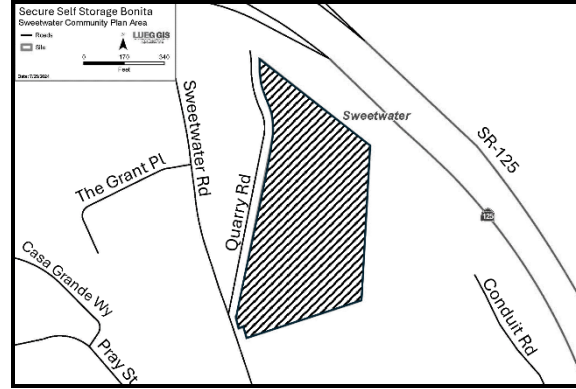 Secure Self Storage Bonita
Sweetwater Community Plan Area
Roads
Site
LUEG GIS
0 170 340
Feet
Sweetwater
SR-125
125
Sweetwater Rd
The Grant Pl
Quarry Rd
Casa Grande Wy
Pray St
Conduit Rd